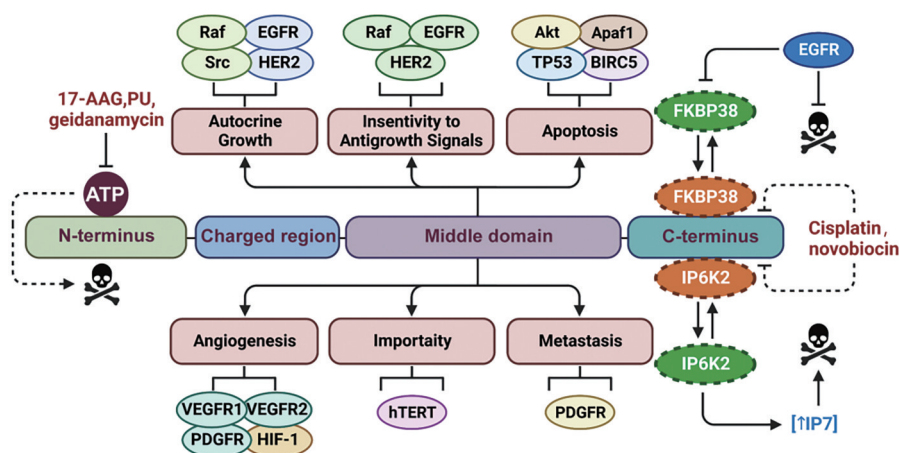 Raf
EGFR
Src
HER2
Raf
EGFR
HER2
Akt
Apaf1
TP53
BIRC5
EGFR
17-AAG,PU,
geidanamycin
Autocrine
Growth
Insentivity to
Antigrowth Signals
Apoptosis
FKBP38
ATP
FKBP38
N-terminus
Charged region
Middle domain
C-terminus
Cisplatin,
novobiocin
IP6K2
Angiogenesis
Importaity
Metastasis
IP6K2
VEGFR1
VEGFR2
PDGFR
HIF-1
hTERT
PDGFR
[↑IP7]